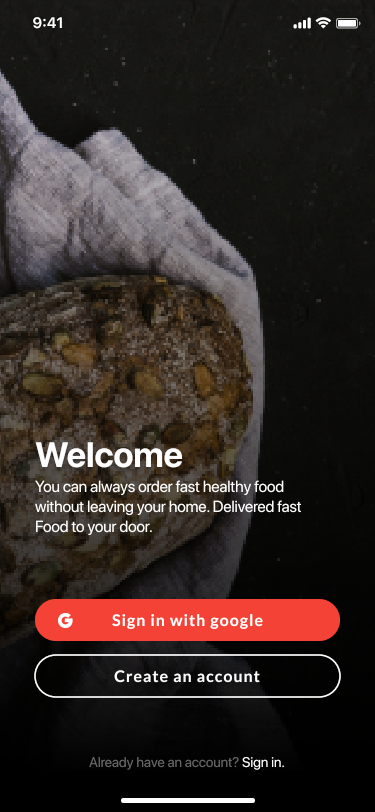 9:41
Welcome
You can always order fast healthy food
without leaving your home. Delivered fast
Food to your door.
G Sign in with google
Create an account
Already have an account? Sign in.